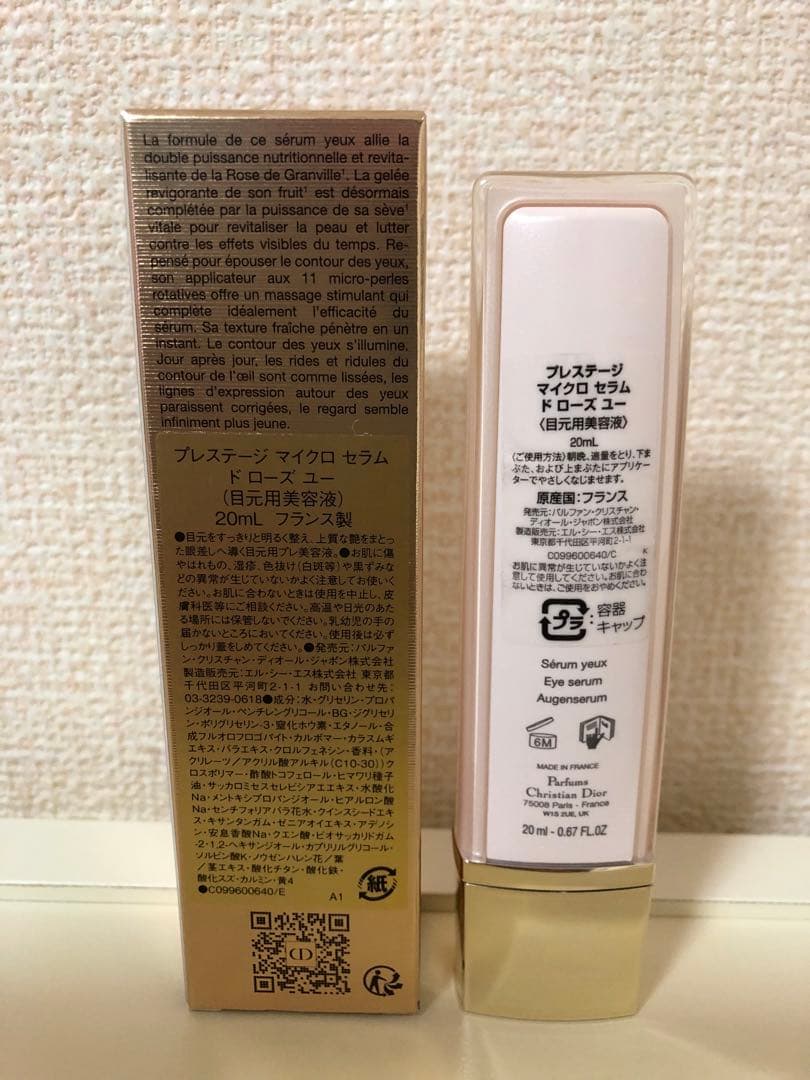 La formule de ce sérum yeux allie la
double puissance nutritionnelle et revita-
lisante de la Rose de Granville¹. La gelée
revigorante de son fruit¹ est désormais
complétée par la puissance de sa sève¹
vitale pour revitaliser la peau et lutter
contre les effets visibles du temps. Re-
pensé pour épouser le contour des yeux,
son applicateur aux 11 micro-perles
rotatives offre un massage stimulant qui
complète idéalement l'efficacité du
sérum. Sa texture fraîche pénètre en un
instant. Le contour des yeux s'illumine.
Jour après jour, les rides et ridules du
contour de l'œil sont comme lissées, les
lignes d'expression autour des yeux
paraissent corrigées, le regard semble
infiniment plus jeune.
プレステージ マイクロ セラム
ド ローズ ユー
(目元用美容液)
20mL フランス製
●目元をすっきりと明るく整え、上質な艶をまとっ
た眼差しへ導く目元用プレ美容液。●お肌に傷
やはれもの、湿疹、色抜け(白斑等)や黒ずみなど
の異常が生じていないかよく注意してお使いく
ださい。お肌に合わないときは使用を中止し、皮
膚科医等にご相談ください。高温や日光のあた
る場所には保管しないでください。乳幼児の手の
届かないところにおいてください。使用後は必ず
しっかり蓋をしめてください。●発売元:パルファ
ン・クリスチャン・ディオール・ジャポン株式会社
製造販売元:エル・シー・エス株式会社 東京都
千代田区平河町2-1-1 お問い合わせ先:
03-3239-0618●成分:水・グリセリン・プロパ
ンジオール・ペンチレングリコール・BG・ジグリセリ
ン・ポリグリセリン-3・窒化ホウ素・エタノール・合
成フルオロフロゴパイト・カルボマー・カラスムギ
エキス・バラエキス・クロルフェネシン・香料・(ア
クリレーツ/アクリル酸アルキル(C10-30))ク
ロスポリマー・酢酸トコフェロール・ヒマワリ種子
油・サッカロミセスセレビシアエエキス・水酸化
Na・メントキシプロパンジオール・ヒアルロン酸
Na・センチフォリアバラ花水・クインスシードエキ
ス・キサンタンガム・ゼニアオイエキス・アデノシ
ン・安息香酸Na・クエン酸・ビオサッカリドガム
-2・1,2-ヘキサンジオール・カプリリルグリコール・
ソルビン酸K・ノウゼンハレン花/葉
/茎エキス・酸化チタン・酸化鉄・
酸化スズ・カルミン・黄4
●C099600640/E
A1
紙
CD
プレステージ
マイクロ セラム
ド ローズ ユー
〈目元用美容液〉
20mL
〈ご使用方法〉朝晩、適量をとり、下ま
ぶた、および上まぶたにアプリケー
ターでやさしくなじませます。
原産国:フランス
発売元:パルファン・クリスチャン・
ディオール・ジャポン株式会社
製造販売元:エル・シー・エス株式会社
東京都千代田区平河町2-1-1
C099600640/C
K
お肌に異常が生じていないかよく注
意して使用してください。お肌に合わ
ないときは、ご使用をおやめください。
プラ :容器
キャップ
Sérum yeux
Eye serum
Augenserum
6M
MADE IN FRANCE
Parfums
Christian Dior
75008 Paris - France
W1S 2UE, UK
20 ml - 0.67 FL.OZ